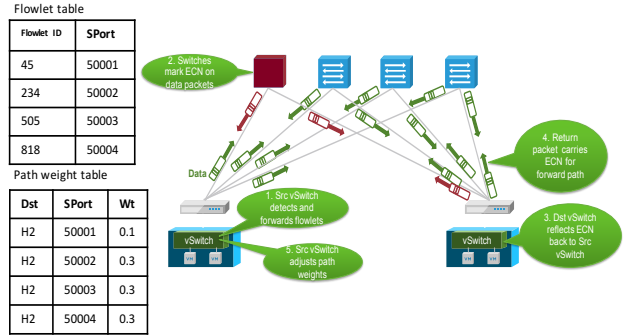 Flowlet table
Flowlet ID SPort
45 50001
234 50002
505 50003
818 50004
Path weight table
Dst SPort Wt
H2 50001 0.1
H2 50002 0.3
H2 50003 0.3
H2 50004 0.3
2. Switches
mark ECN on
data packets
Data
4. Return
packet carries
ECN for
forward path
1. Src vSwitch
detects and
forwards flowlets
vSwitch
VM VM
5. Src vSwitch
adjusts path
weights
vSwitch
VM VM
3. Dst vSwitch
reflects ECN
back to Src
vSwitch